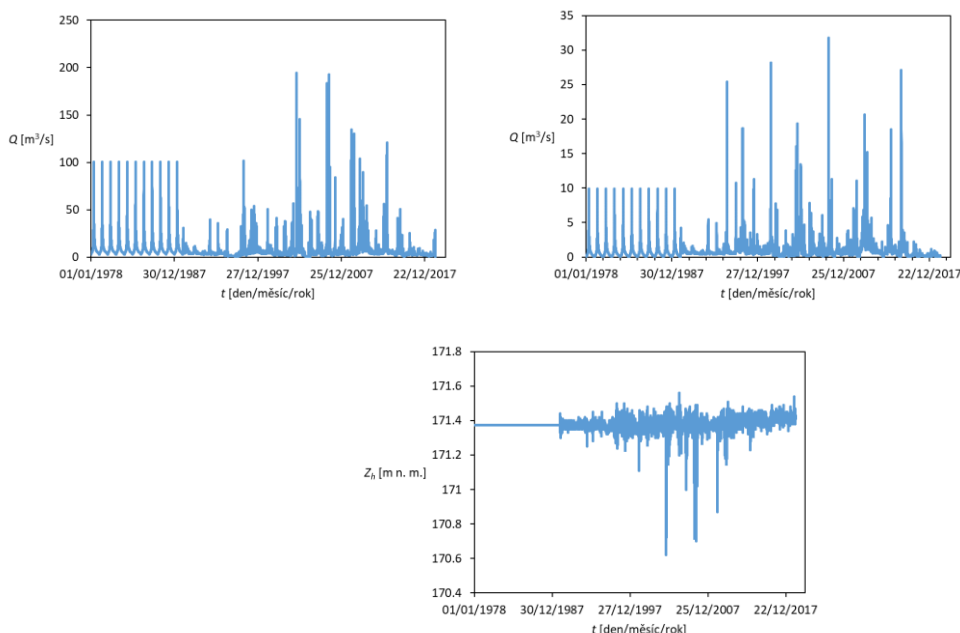 250
200
150
Q [m³/s]
100
50
0
01/01/1978 30/12/1987 27/12/1997 25/12/2007 22/12/2017
t [den/měsíc/rok]
35
30
25
20
Q [m³/s]
15
10
5
0
01/01/1978 30/12/1987 27/12/1997 25/12/2007 22/12/2017
t [den/měsíc/rok]
171.8
171.6
171.4
171.2
Zh [m n. m.]
171
170.8
170.6
170.4
01/01/1978 30/12/1987 27/12/1997 25/12/2007 22/12/2017
t [den/měsíc/rok]